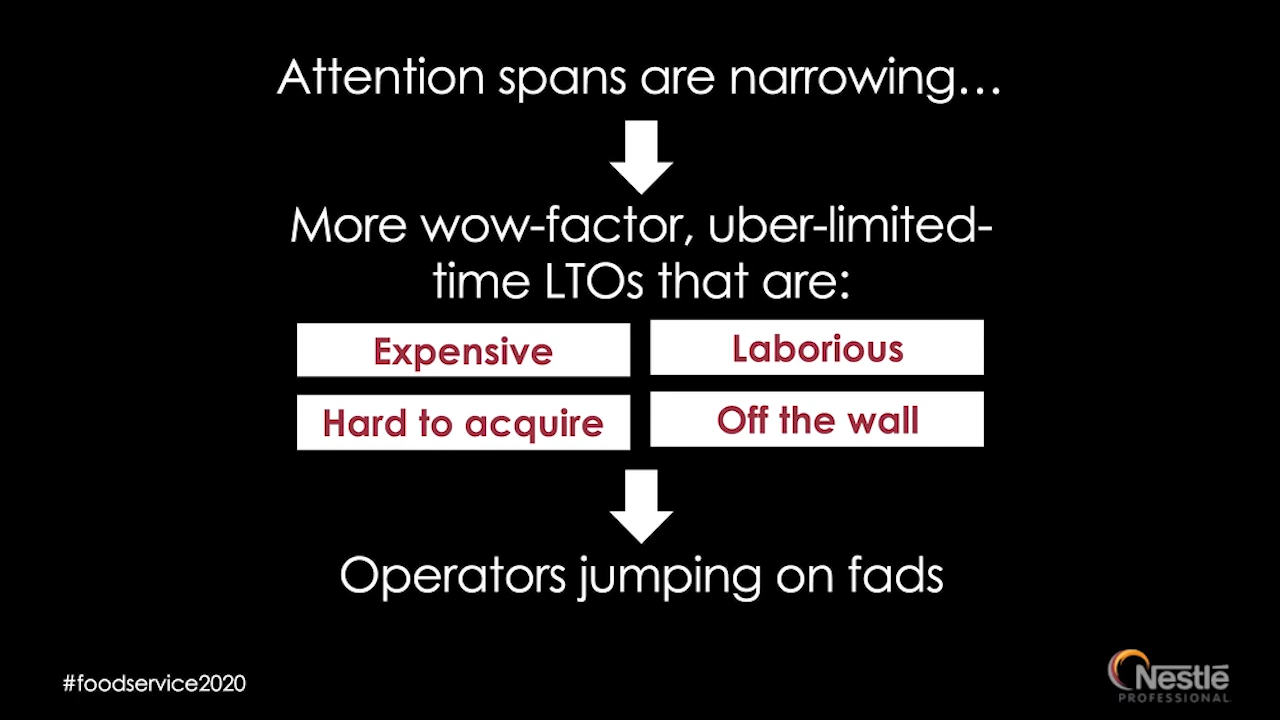 Attention spans are narrowing…
More wow-factor, uber-limited-
time LTOs that are:
Expensive
Laborious
Hard to acquire
Off the wall
Operators jumping on fads
#foodservice2020
Nestlé
PROFESSIONAL.